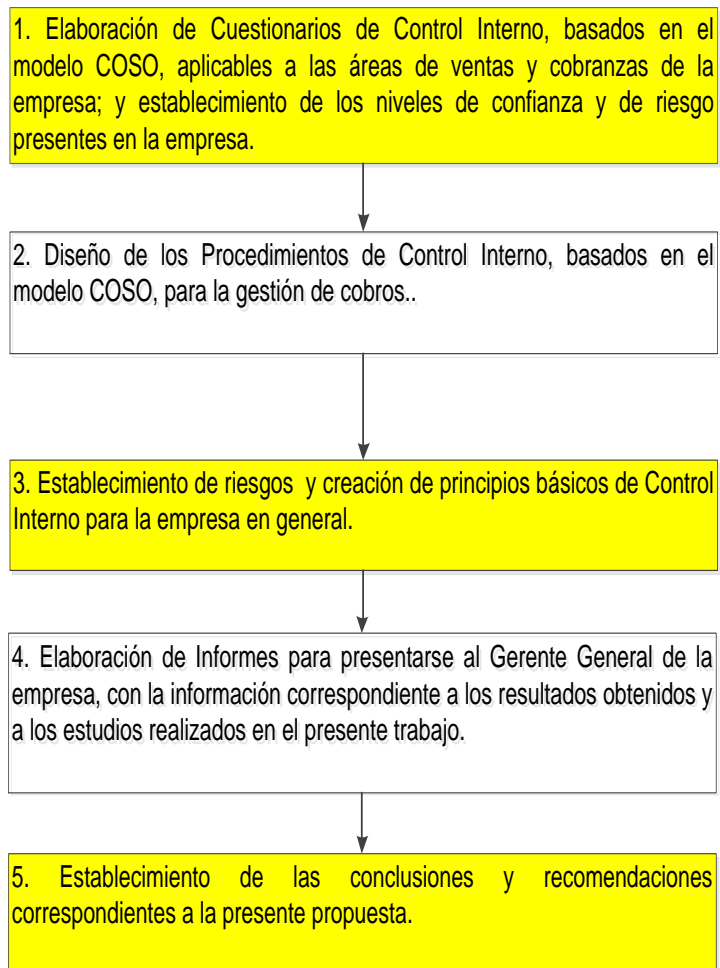 1. Elaboración de Cuestionarios de Control Interno, basados en el
modelo COSO, aplicables a las áreas de ventas y cobranzas de la
empresa; y establecimiento de los niveles de confianza y de riesgo
presentes en la empresa.
2. Diseño de los Procedimientos de Control Interno, basados en el
modelo COSO, para la gestión de cobros..
3. Establecimiento de riesgos y creación de principios básicos de Control
Interno para la empresa en general.
4. Elaboración de Informes para presentarse al Gerente General de la
empresa, con la información correspondiente a los resultados obtenidos y
a los estudios realizados en el presente trabajo.
5. Establecimiento de las conclusiones y recomendaciones
correspondientes a la presente propuesta.